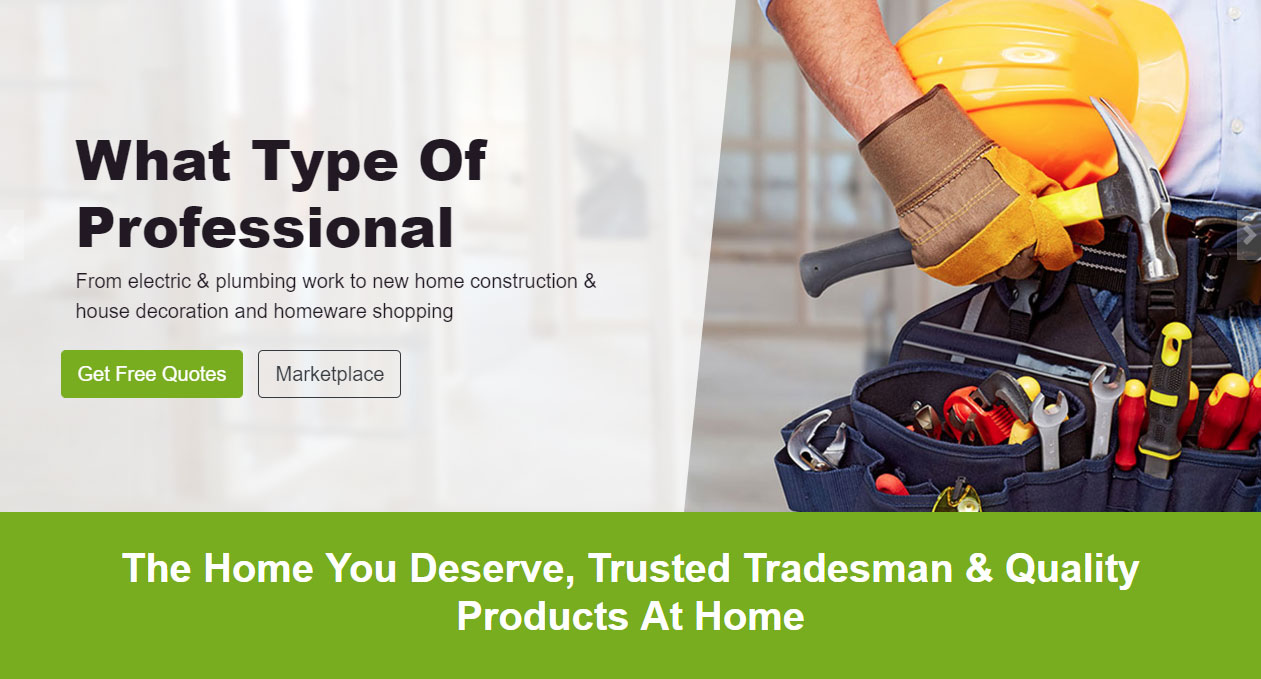 What Type Of
Professional
From electric & plumbing work to new home construction &
house decoration and homeware shopping
Get Free Quotes
Marketplace
The Home You Deserve, Trusted Tradesman & Quality
Products At Home